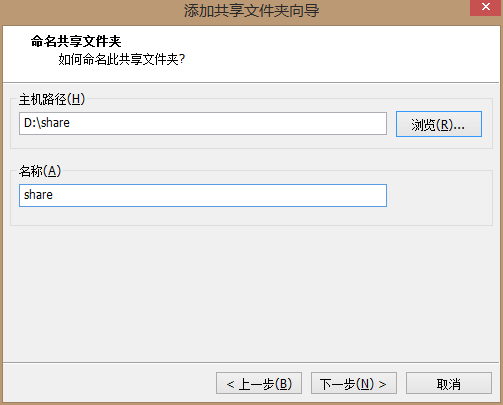 添加共享文件夹向导
命名共享文件夹
如何命名此共享文件夹?
主机路径(H)
D:\share
浏览(R)...
名称(A)
share
< 上一步(B)
下一步(N) >
取消